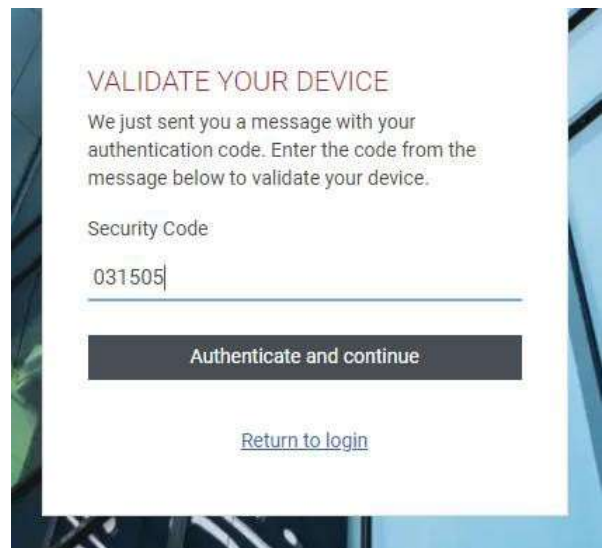 VALIDATE YOUR DEVICE
We just sent you a message with your
authentication code. Enter the code from the
message below to validate your device.
Security Code
031505
Authenticate and continue
Return to login